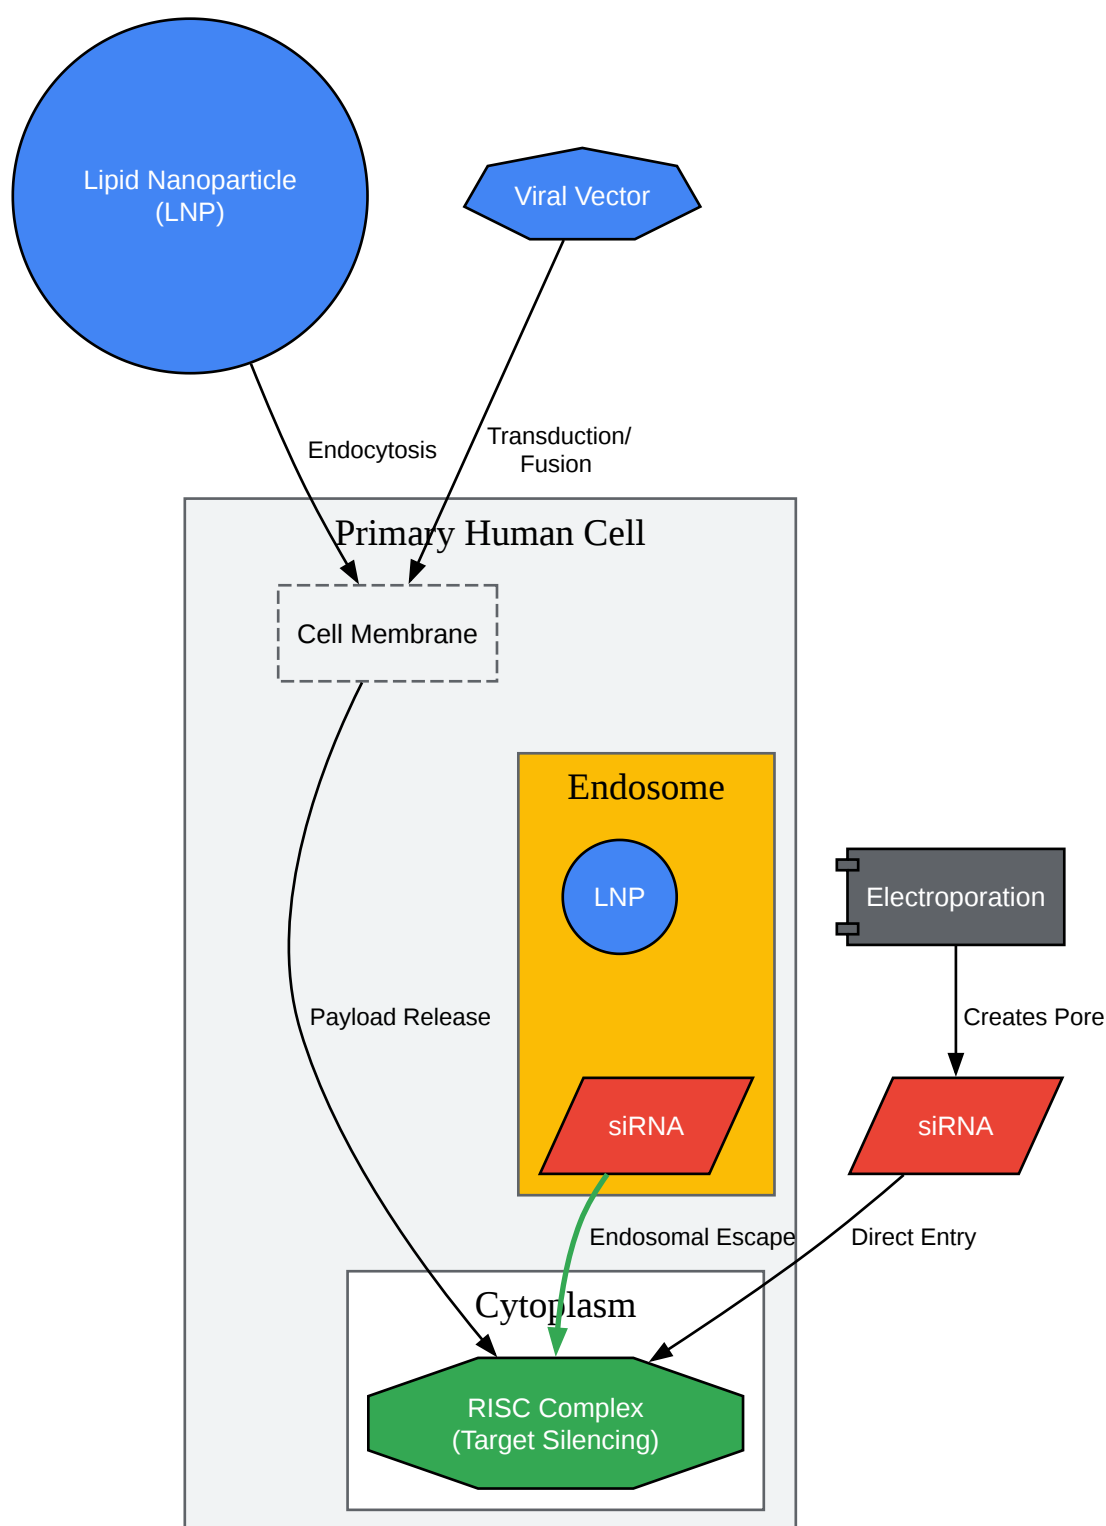 Lipid Nanoparticle
(LNP)
Viral Vector
Endocytosis
Transduction/
Fusion
Primary Human Cell
Cell Membrane
Endosome
LNP
Electroporation
Payload Release
Creates Pore
siRNA
siRNA
Endosomal Escape
Direct Entry
Cytoplasm
RISC Complex
(Target Silencing)